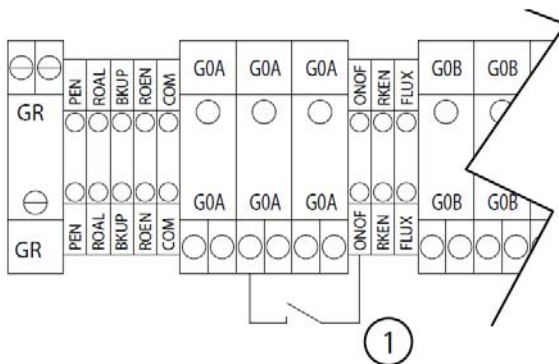 GR
PEN
ROAL
BKUP
ROEN
COM
G0A
G0A
G0A
ONOF
RKEN
FLUX
G0B
G0B
G0A
G0A
G0A
G0B
G0B
GR
PEN
ROAL
BKUP
ROEN
COM
ONOF
RKEN
FLUX
1